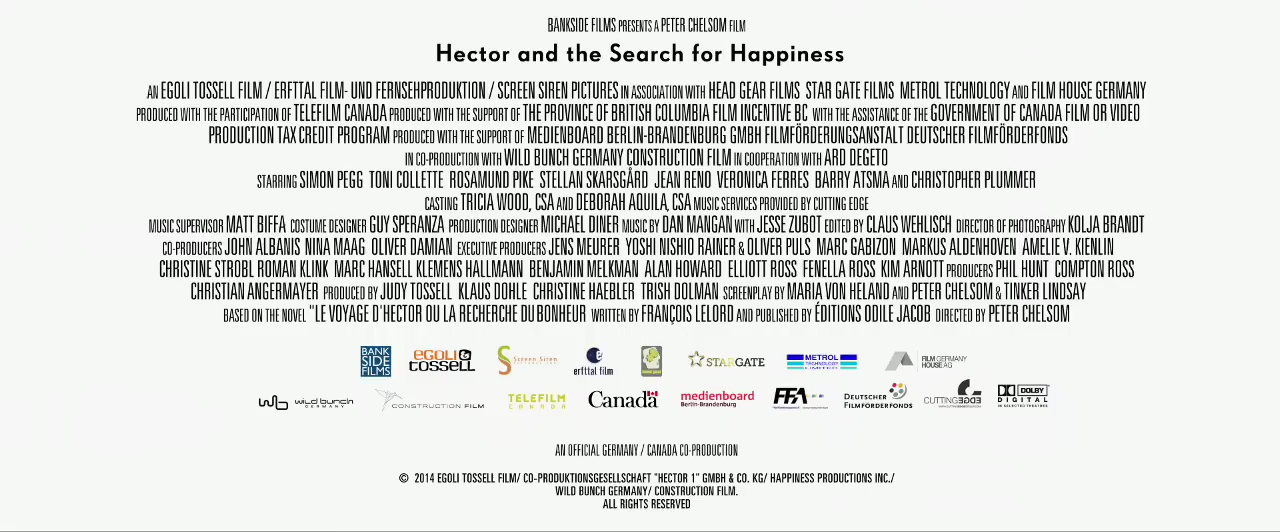 BANKSIDE FILMS PRESENTS A PETER CHELSOM FILM
Hector and the Search for Happiness
AN EGOLI TOSSELL FILM / ERFTTAL FILM- UND FERNSEHPRODUKTION / SCREEN SIREN PICTURES IN ASSOCIATION WITH HEAD GEAR FILMS STAR GATE FILMS METROL TECHNOLOGY AND FILM HOUSE GERMANY
PRODUCED WITH THE PARTICIPATION OF TELEFILM CANADA PRODUCED WITH THE SUPPORT OF THE PROVINCE OF BRITISH COLUMBIA FILM INCENTIVE BC WITH THE ASSISTANCE OF THE GOVERNMENT OF CANADA FILM OR VIDEO
PRODUCTION TAX CREDIT PROGRAM PRODUCED WITH THE SUPPORT OF MEDIENBOARD BERLIN-BRANDENBURG GMBH FILMFÖRDERUNGSANSTALT DEUTSCHER FILMFÖRDERFONDS
IN CO-PRODUCTION WITH WILD BUNCH GERMANY CONSTRUCTION FILM IN COOPERATION WITH ARD DEGETO
STARRING SIMON PEGG TONI COLLETTE ROSAMUND PIKE STELLAN SKARSGÅRD JEAN RENO VERONICA FERRES BARRY ATSMA AND CHRISTOPHER PLUMMER
CASTING TRICIA WOOD, CSA AND DEBORAH AQUILA, CSA MUSIC SERVICES PROVIDED BY CUTTING EDGE
MUSIC SUPERVISOR MATT BIFFA COSTUME DESIGNER GUY SPERANZA PRODUCTION DESIGNER MICHAEL DINER MUSIC BY DAN MANGAN WITH JESSE ZUBOT EDITED BY CLAUS WEHLISCH DIRECTOR OF PHOTOGRAPHY KOLJA BRANDT
CO-PRODUCERS JOHN ALBANIS NINA MAAG OLIVER DAMIAN EXECUTIVE PRODUCERS JENS MEURER YOSHI NISHIO RAINER & OLIVER PULS MARC GABIZON MARKUS ALDENHOVEN AMELIE V. KIENLIN
CHRISTINE STROBL ROMAN KLINK MARC HANSELL KLEMENS HALLMANN BENJAMIN MELKMAN ALAN HOWARD ELLIOTT ROSS FENELLA ROSS KIM ARNOTT PRODUCERS PHIL HUNT COMPTON ROSS
CHRISTIAN ANGERMAYER PRODUCED BY JUDY TOSSELL KLAUS DOHLE CHRISTINE HAEBLER TRISH DOLMAN SCREENPLAY BY MARIA VON HELAND AND PETER CHELSOM & TINKER LINDSAY
BASED ON THE NOVEL "LE VOYAGE D'HECTOR OU LA RECHERCHE DU BONHEUR WRITTEN BY FRANÇOIS LELORD AND PUBLISHED BY ÉDITIONS ODILE JACOB DIRECTED BY PETER CHELSOM
BANK SIDE FILMS EGOLI TOSSELL Screen Siren erfttal film STARGATE METROL TECHNOLOGY LIMITED FILM GERMANY HOUSE AG
wild bunch GERMANY CONSTRUCTION FILM TELEFILM CANADA Canada medienboard Berlin-Brandenburg FFA DEUTSCHER FILMFÖRDERFONDS CUTTING EDGE DOLBY DIGITAL IN SELECTED THEATRES
AN OFFICIAL GERMANY / CANADA CO-PRODUCTION
© 2014 EGOLI TOSSELL FILM/ CO-PRODUKTIONSGESELLSCHAFT "HECTOR 1" GMBH & CO. KG/ HAPPINESS PRODUCTIONS INC./
WILD BUNCH GERMANY/ CONSTRUCTION FILM.
ALL RIGHTS RESERVED